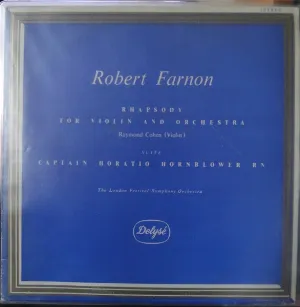 Robert Farnon
RHAPSODY
FOR VIOLIN AND ORCHESTRA
Raymond Cohen (Violin)
CAPTAIN HORATIO HORNBLOWER RN
The London Festival Symphony Orchestra
Delysé